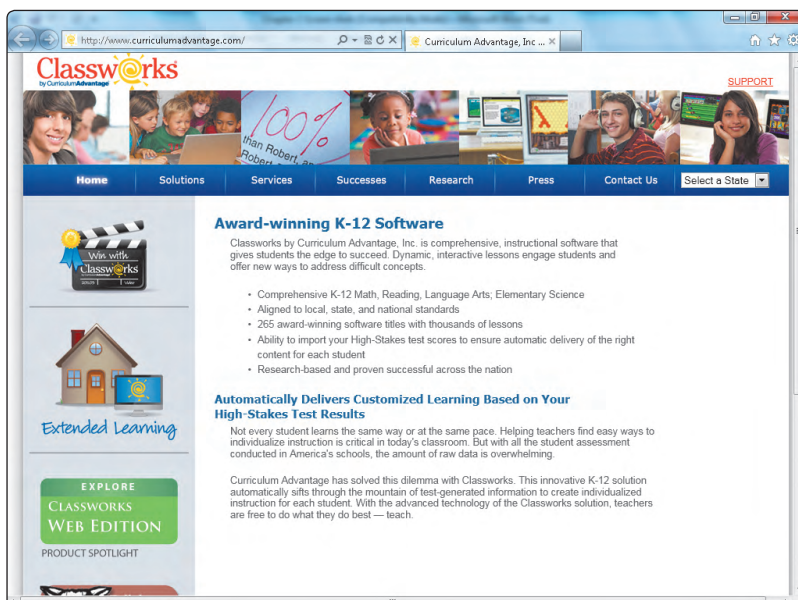 http://www.curriculumadvantage.com/
Curriculum Advantage, Inc ...
Classworks
by CurriculumAdvantage
SUPPORT
100%
than Robert, an
Robert
Home Solutions Services Successes Research Press Contact Us Select a State
Win with
Classworks
Award-winning K-12 Software
Classworks by Curriculum Advantage, Inc. is comprehensive, instructional software that
gives students the edge to succeed. Dynamic, interactive lessons engage students and
offer new ways to address difficult concepts.
• Comprehensive K-12 Math, Reading, Language Arts; Elementary Science
• Aligned to local, state, and national standards
• 265 award-winning software titles with thousands of lessons
• Ability to import your High-Stakes test scores to ensure automatic delivery of the right
content for each student
• Research-based and proven successful across the nation
Extended Learning
Automatically Delivers Customized Learning Based on Your
High-Stakes Test Results
Not every student learns the same way or at the same pace. Helping teachers find easy ways to
individualize instruction is critical in today's classroom. But with all the student assessment
conducted in America's schools, the amount of raw data is overwhelming.
Curriculum Advantage has solved this dilemma with Classworks. This innovative K-12 solution
automatically sifts through the mountain of test-generated information to create individualized
instruction for each student. With the advanced technology of the Classworks solution, teachers
are free to do what they do best — teach.
EXPLORE
CLASSWORKS
WEB EDITION
PRODUCT SPOTLIGHT